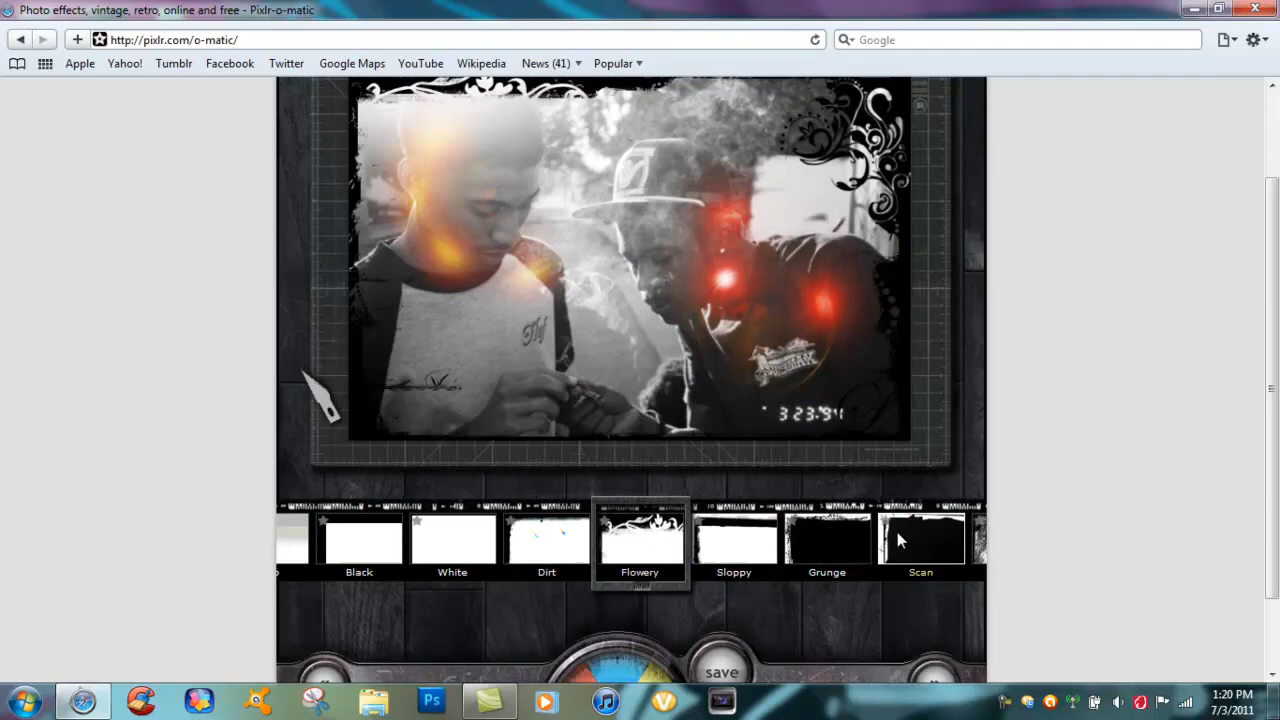 Photo effects, vintage, retro, online and free - Pixlr-o-matic
http://pixlr.com/o-matic/
Google
Apple Yahoo! Tumblr Facebook Twitter Google Maps YouTube Wikipedia News (41) Popular
3 23 '94
Black White Dirt Flowery Sloppy Grunge Scan
save
Ps
1:20 PM
7/3/2011